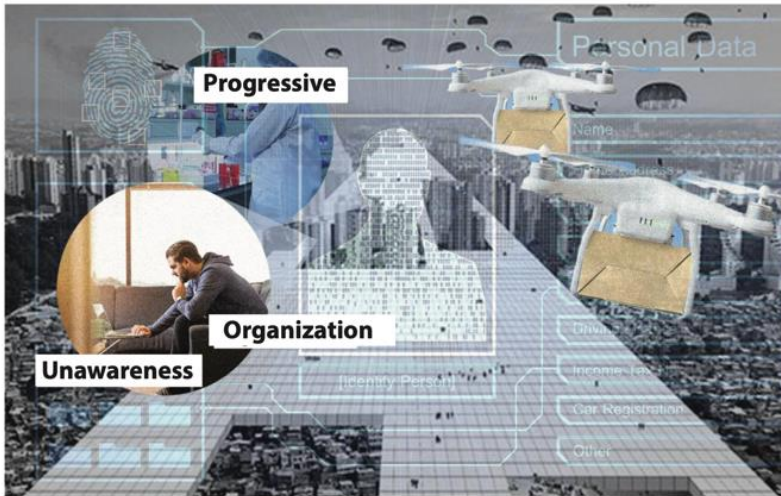 Personal Data
Progressive
Name
Organization
Unawareness
[Identify Person]
Income Tax
Car Registration
Other